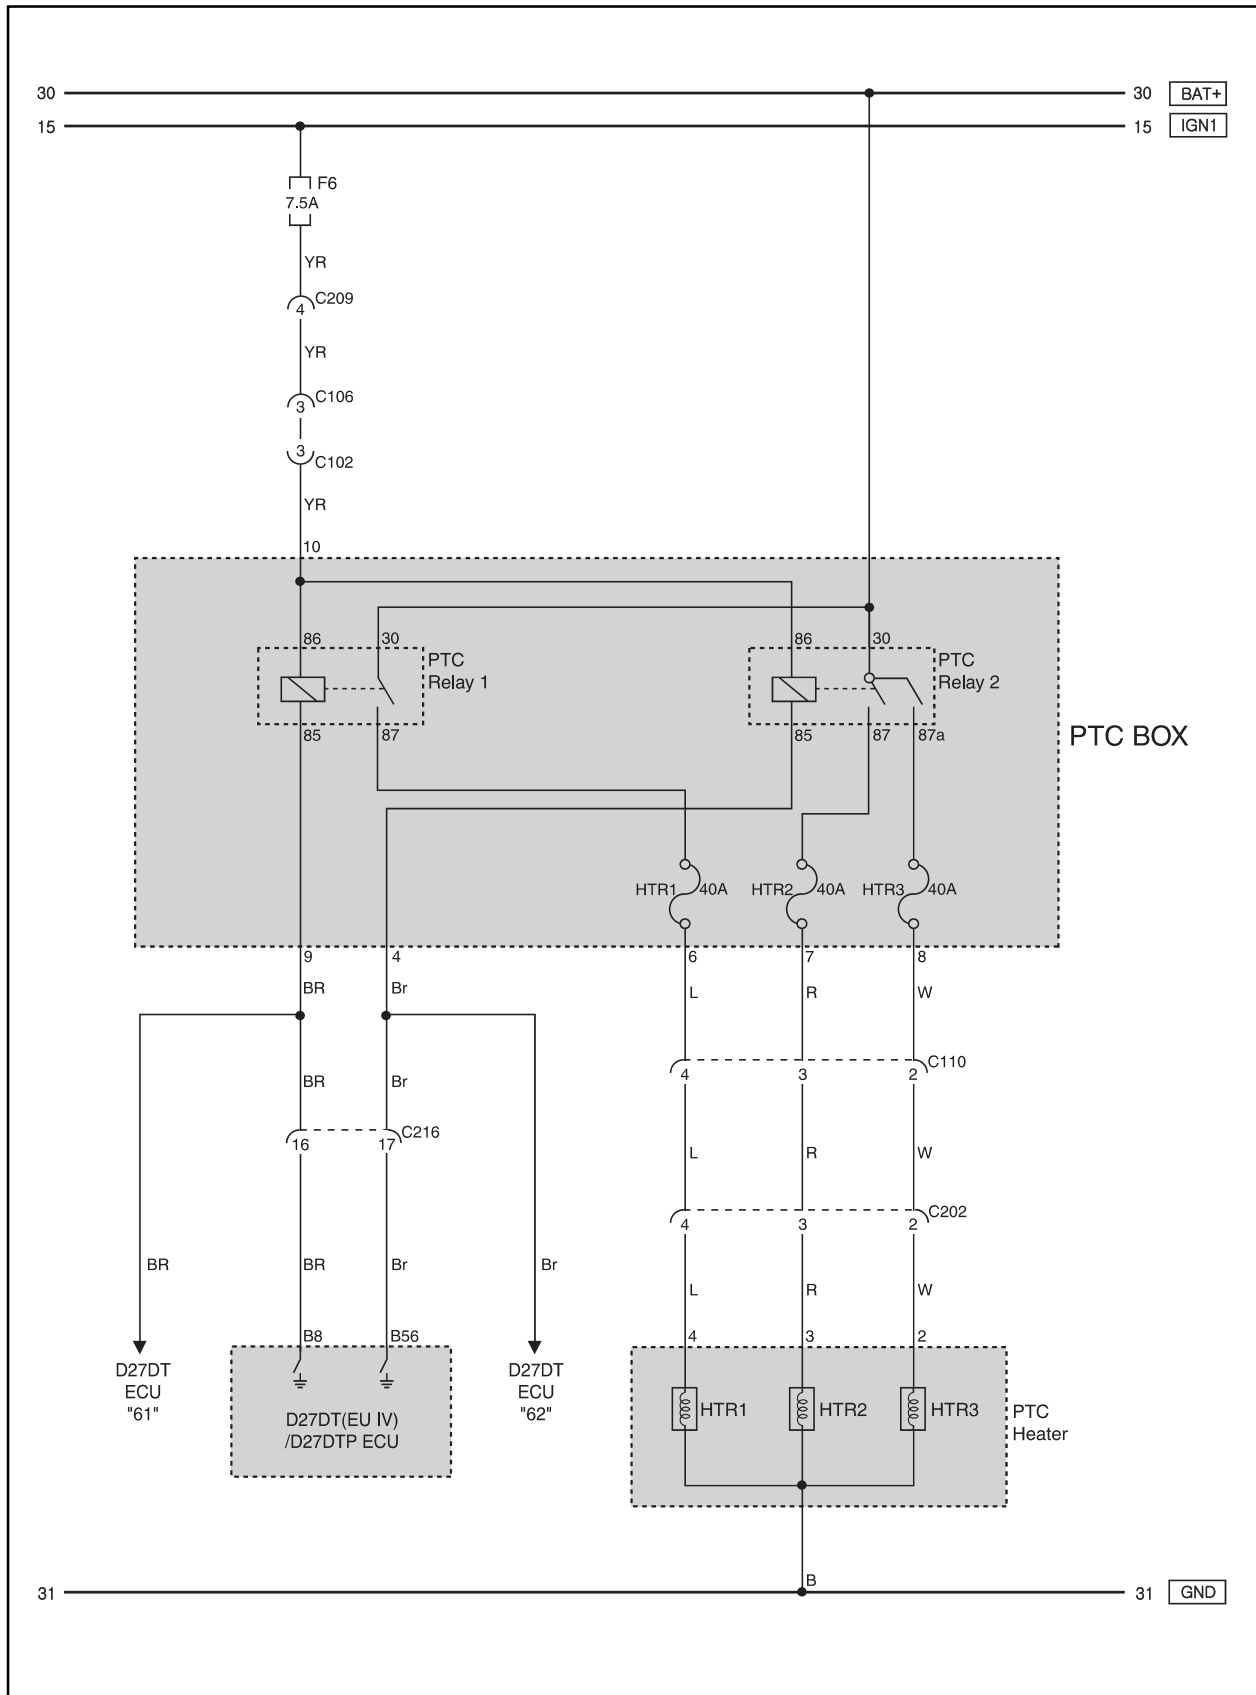 30
30 BAT+
15
15 IGN1
F6
7.5A
YR
C209
4
YR
C106
3
3
C102
YR
10
86 30
PTC
Relay 1
85 87
86 30
PTC
Relay 2
85 87 87a
PTC BOX
HTR1 40A
HTR2 40A
HTR3 40A
9 4 6 7 8
BR Br L R W
C110
4 3 2
BR Br
C216
16 17
L R W
C202
4 3 2
BR BR Br Br
L R W
B8 B56
4 3 2
D27DT
ECU
"61"
D27DT(EU IV)
/D27DTP ECU
D27DT
ECU
"62"
HTR1 HTR2 HTR3
PTC
Heater
B
31
31 GND